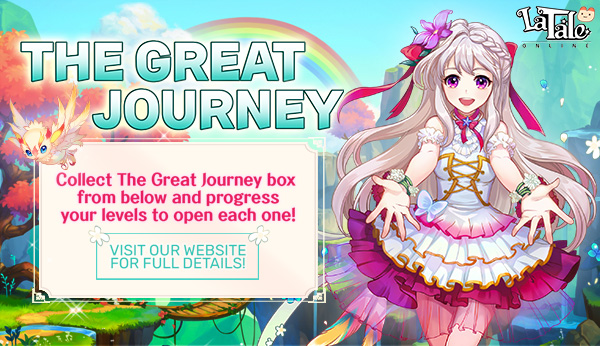 LaTale
ONLINE
THE GREAT
JOURNEY
Collect The Great Journey box
from below and progress
your levels to open each one!
VISIT OUR WEBSITE
FOR FULL DETAILS!